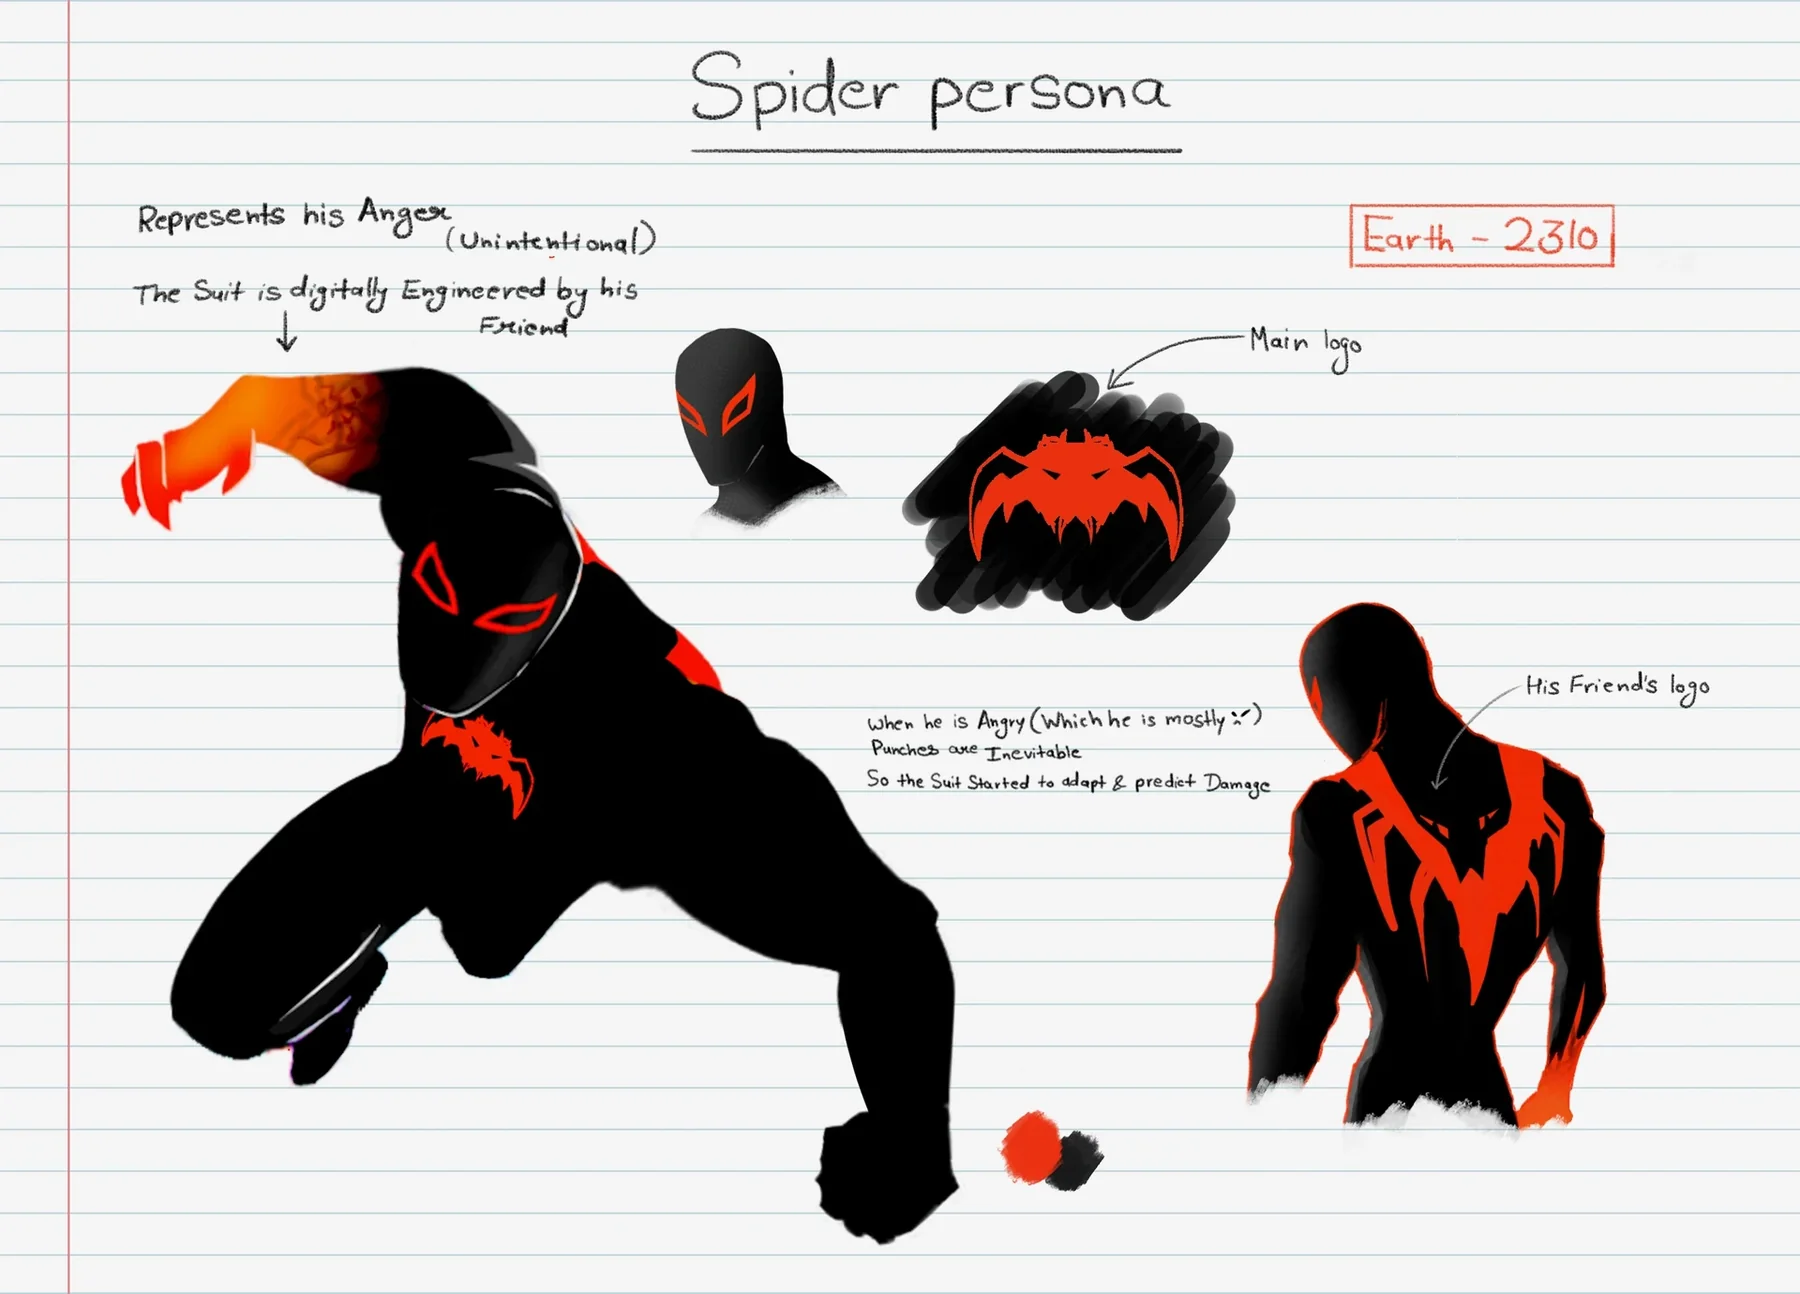 Spider persona
Represents his Anger
(Unintentional)
The Suit is digitally Engineered by his
Friend
Earth - 2310
Main logo
His Friend's logo
When he is Angry (Which he is mostly :')
Punches are Inevitable
So the Suit Started to adapt & predict Damage